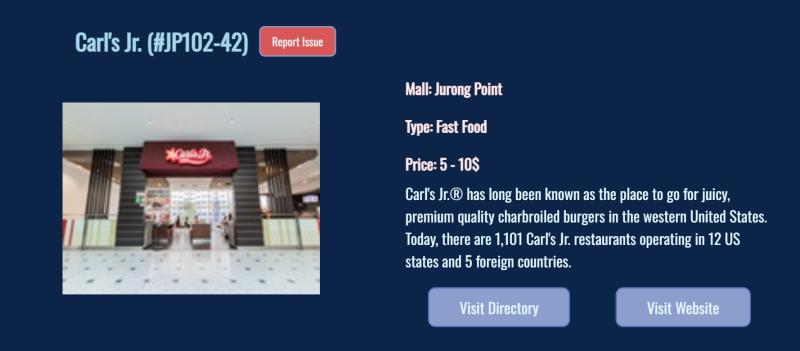 Carl's Jr. (#JP102-42)
Report Issue
Carl's Jr.
Mall: Jurong Point
Type: Fast Food
Price: 5 - 10$
Carl's Jr.® has long been known as the place to go for juicy,
premium quality charbroiled burgers in the western United States.
Today, there are 1,101 Carl's Jr. restaurants operating in 12 US
states and 5 foreign countries.
Visit Directory
Visit Website